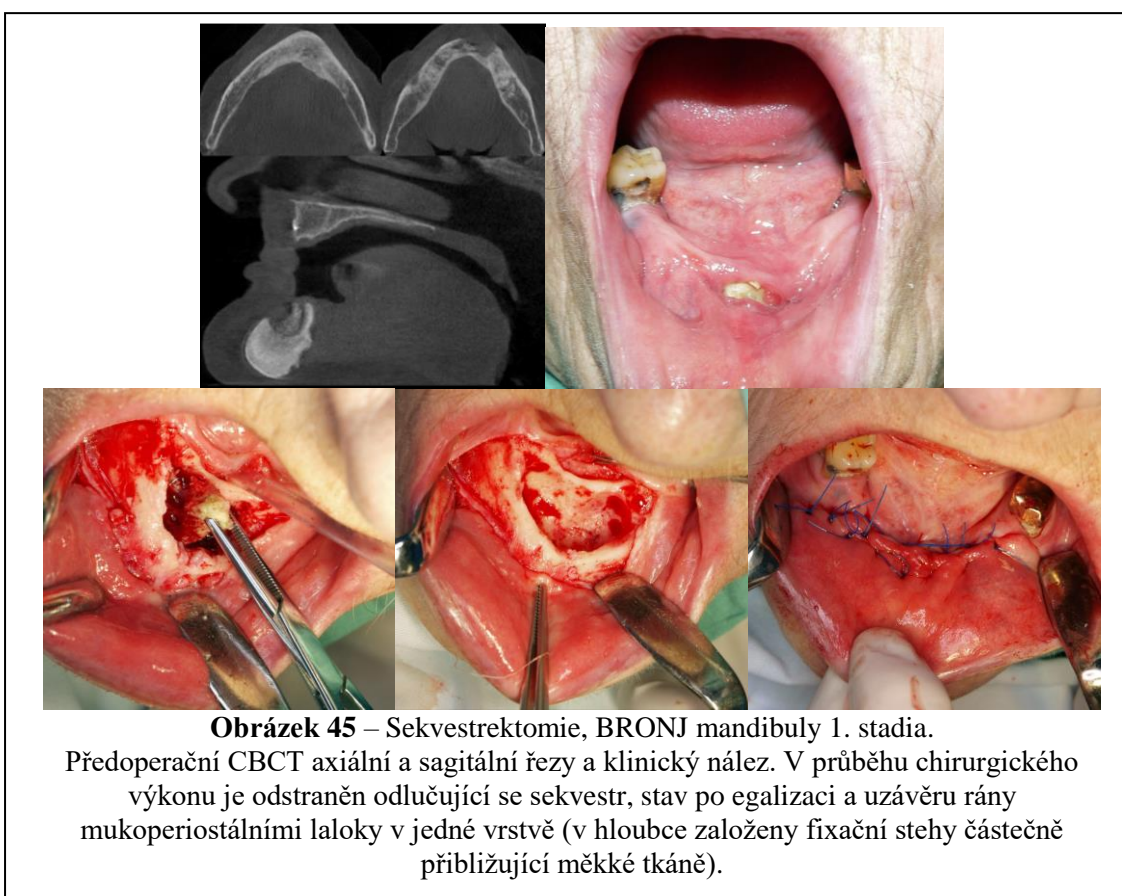 Obrázek 45 – Sekvestrektomie, BRONJ mandibuly 1. stadia.
Předoperační CBCT axiální a sagitální řezy a klinický nález. V průběhu chirurgického
výkonu je odstraněn odlučující se sekvestr, stav po egalizaci a uzávěru rány
mukoperiostálními laloky v jedné vrstvě (v hloubce založeny fixační stehy částečně
přibližující měkké tkáně).